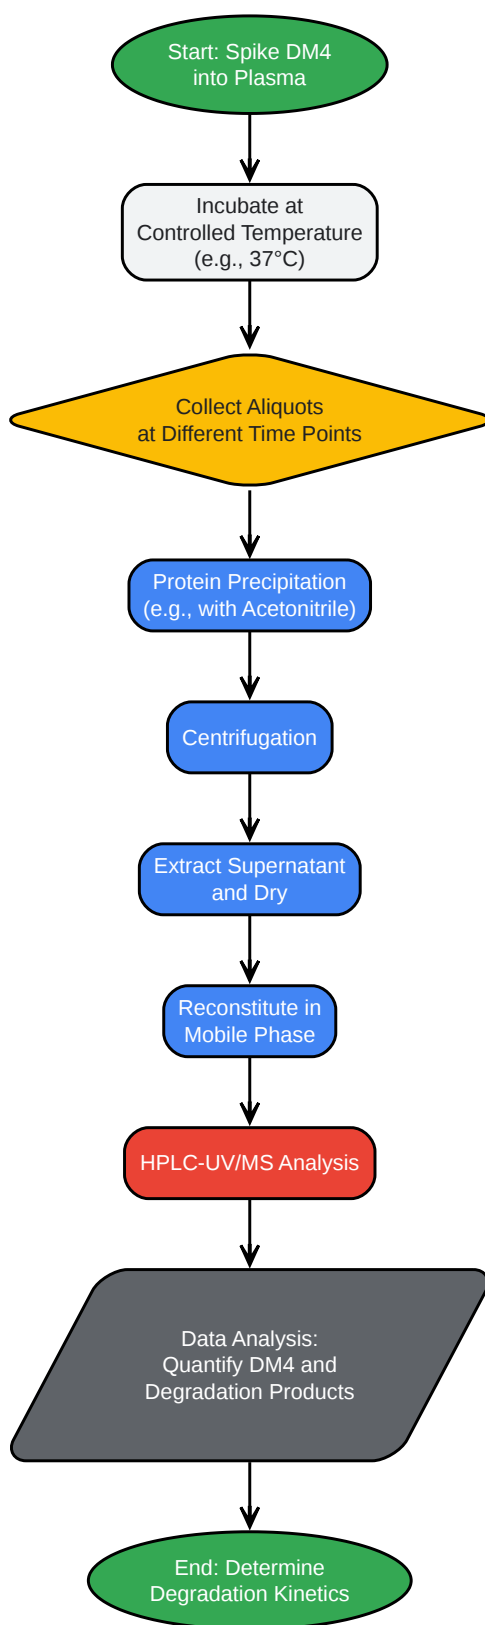 Start: Spike DM4
into Plasma
Incubate at
Controlled Temperature
(e.g., 37°C)
Collect Aliquots
at Different Time Points
Protein Precipitation
(e.g., with Acetonitrile)
Centrifugation
Extract Supernatant
and Dry
Reconstitute in
Mobile Phase
HPLC-UV/MS Analysis
Data Analysis:
Quantify DM4 and
Degradation Products
End: Determine
Degradation Kinetics